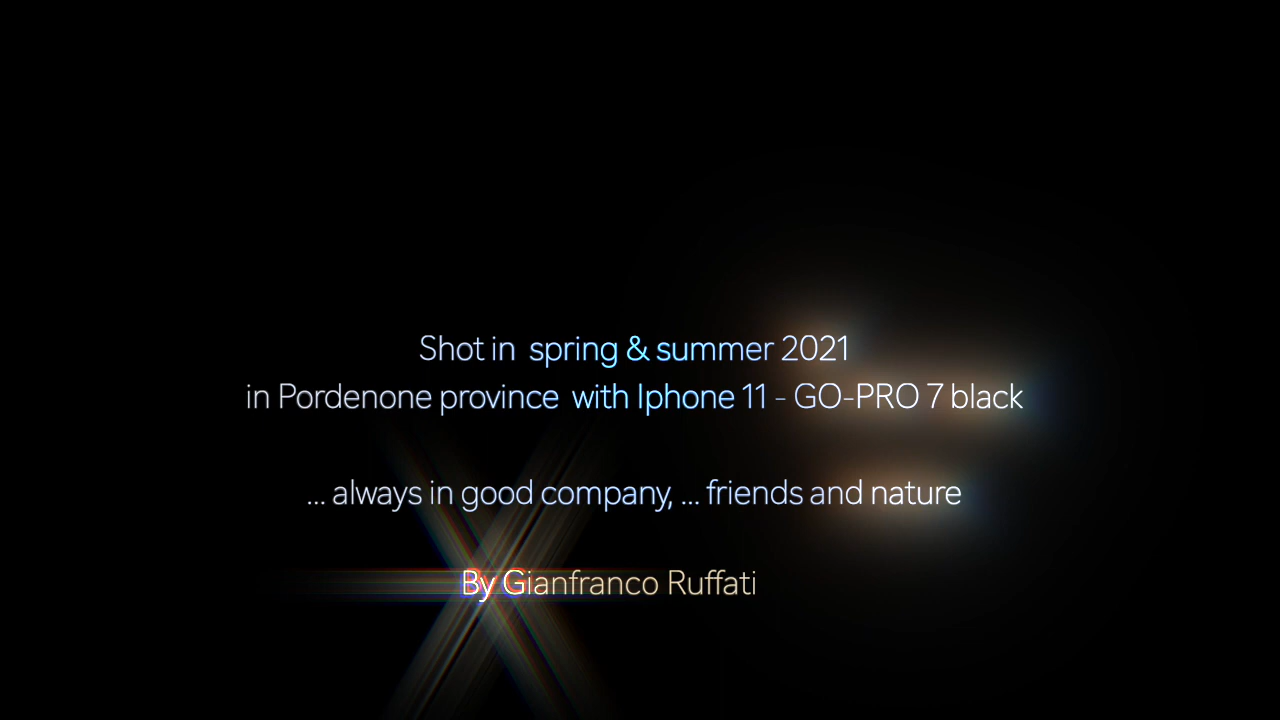 Shot in spring & summer 2021
in Pordenone province with Iphone 11 - GO-PRO 7 black
... always in good company, ... friends and nature
By Gianfranco Ruffati